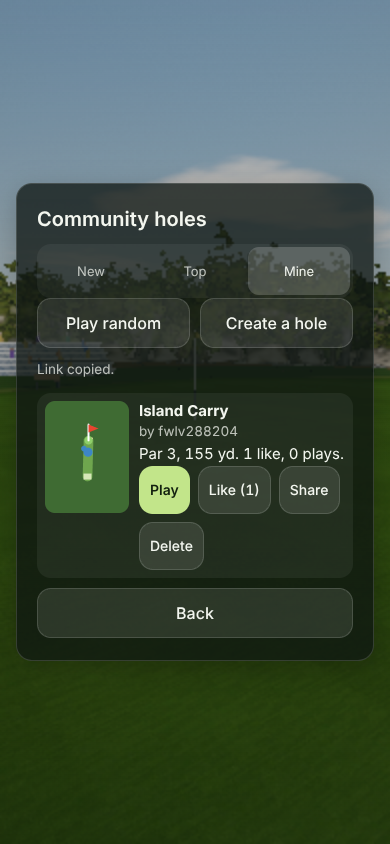 Community holes
New Top Mine
Play random Create a hole
Link copied.
Island Carry
by fwlv288204
Par 3, 155 yd. 1 like, 0 plays.
Play Like (1) Share
Delete
Back